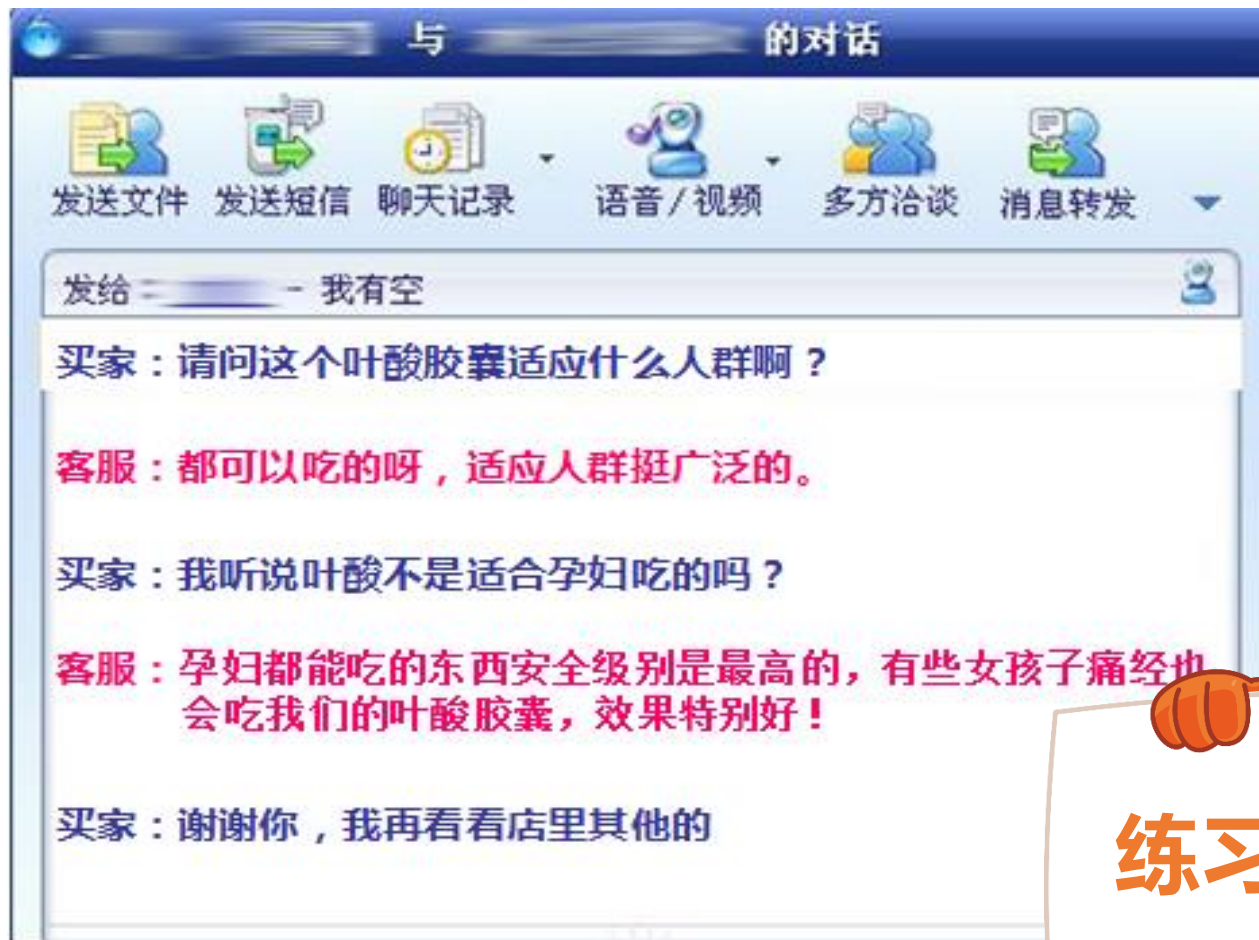 与 的对话
发送文件 发送短信 聊天记录 语音/视频 多方洽谈 消息转发
发给: - 我有空
买家：请问这个叶酸胶囊适应什么人群啊？
客服：都可以吃的呀，适应人群挺广泛的。
买家：我听说叶酸不是适合孕妇吃的吗？
客服：孕妇都能吃的东西安全级别是最高的，有些女孩子痛经也
会吃我们的叶酸胶囊，效果特别好！
买家：谢谢你，我再看看店里其他的
练习